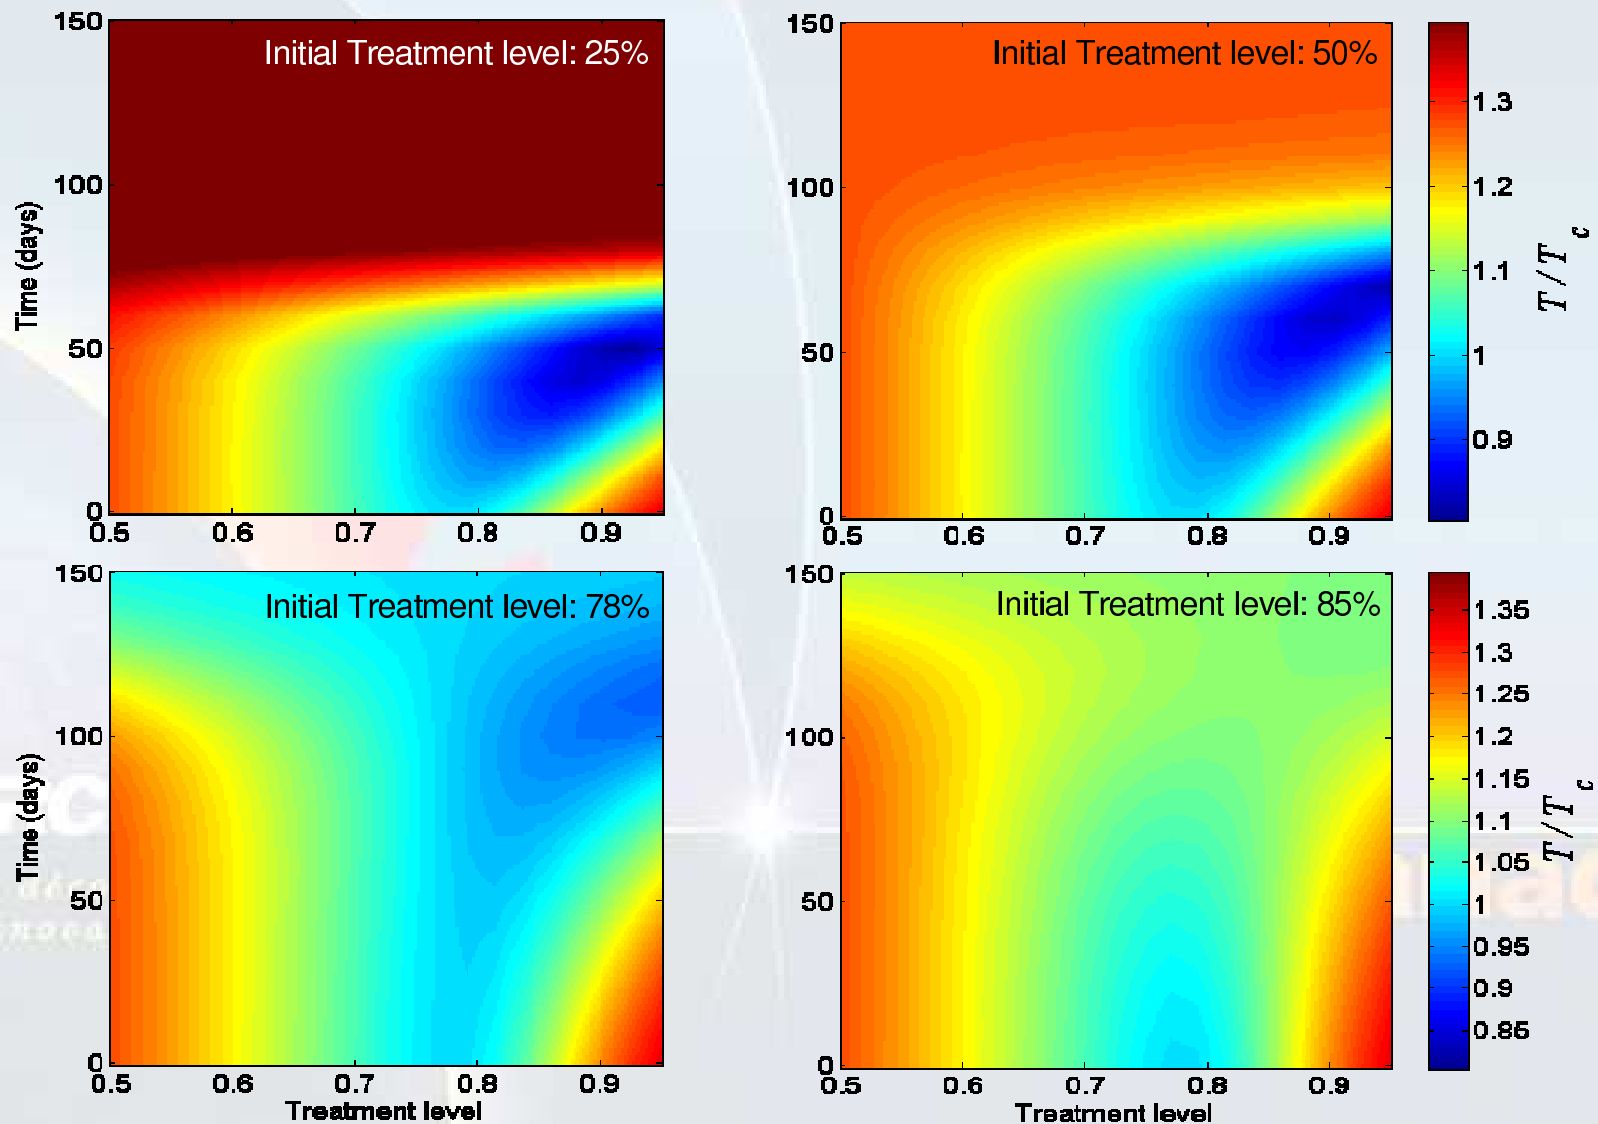 150
Initial Treatment level: 25%
100
Time (days)
50
0
0.5 0.6 0.7 0.8 0.9
150
Initial Treatment level: 50%
100
50
0
0.5 0.6 0.7 0.8 0.9
1.3
1.2
1.1
1
0.9
T/T c
150
Initial Treatment level: 78%
100
Time (days)
50
0
0.5 0.6 0.7 0.8 0.9
Treatment level
150
Initial Treatment level: 85%
100
50
0
0.5 0.6 0.7 0.8 0.9
Treatment level
1.35
1.3
1.25
1.2
1.15
1.1
1.05
1
0.95
0.9
0.85
T/T c